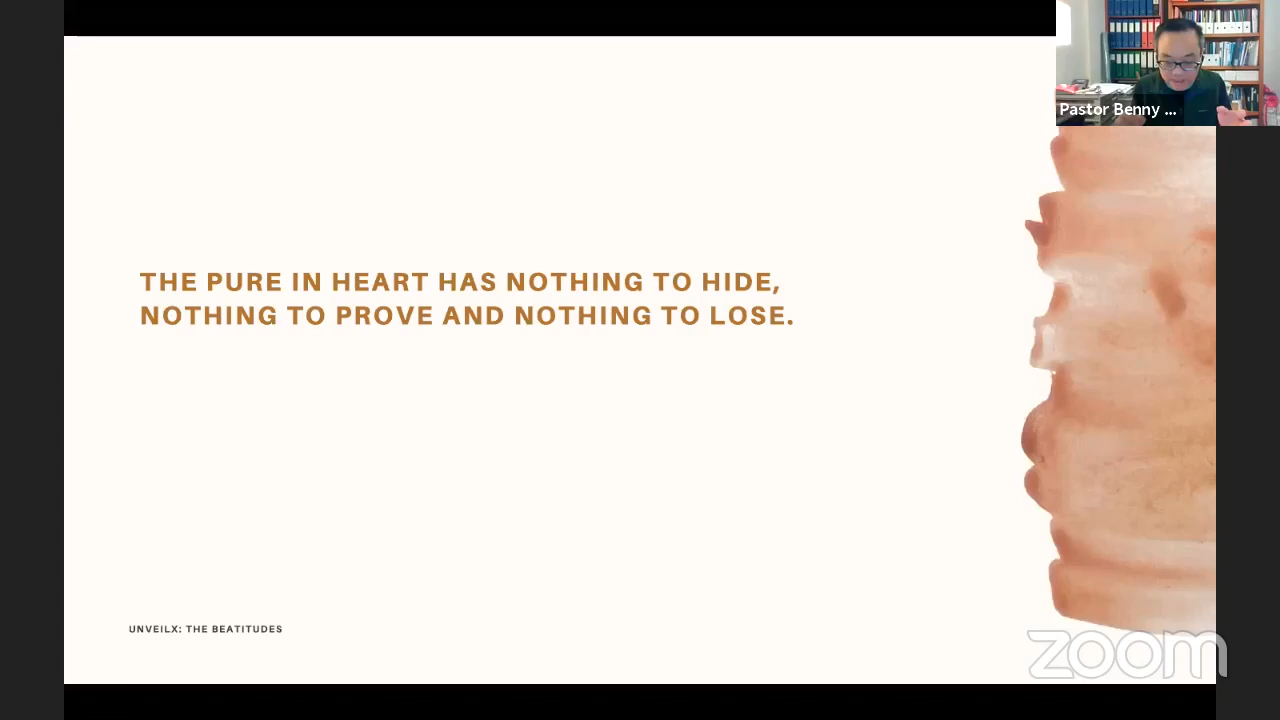 Pastor Benny ...
THE PURE IN HEART HAS NOTHING TO HIDE,
NOTHING TO PROVE AND NOTHING TO LOSE.
UNVEILX: THE BEATITUDES
zoom